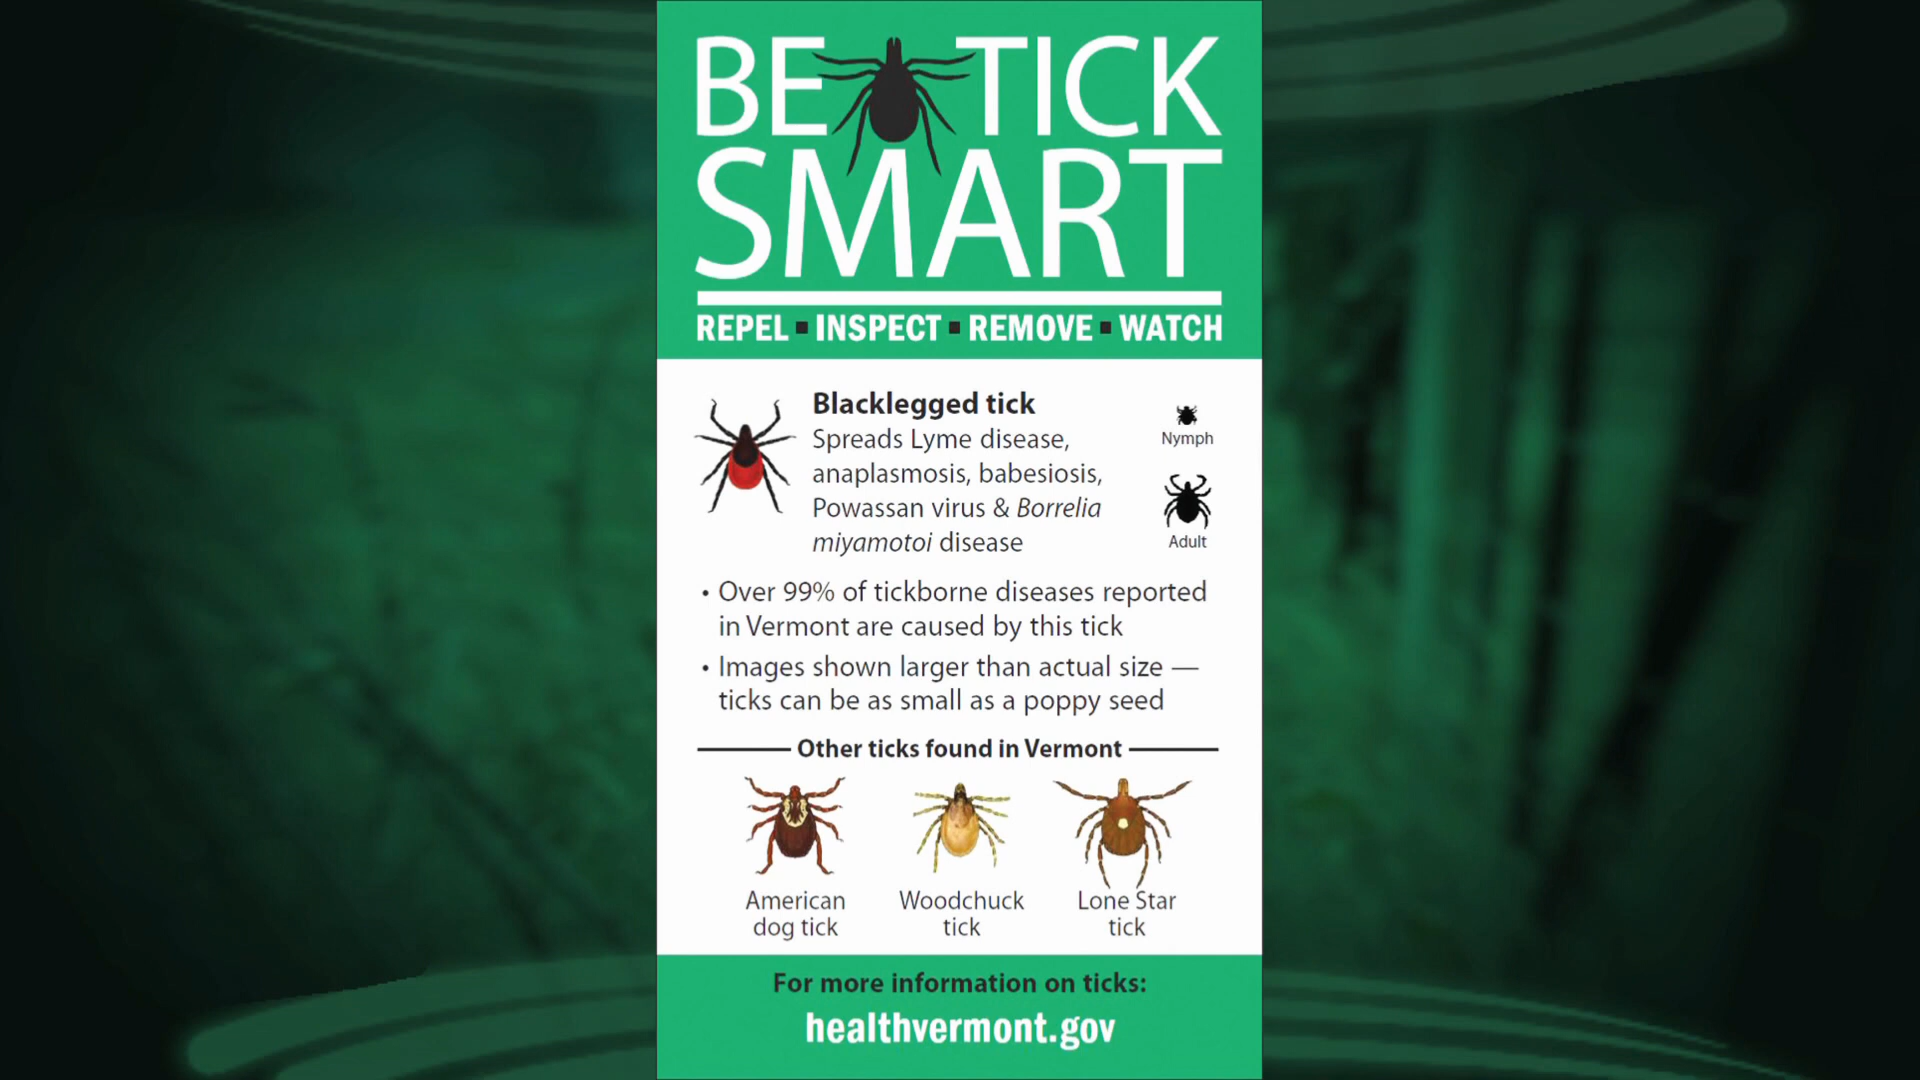 BE TICK
SMART
REPEL ▪ INSPECT ▪ REMOVE ▪ WATCH
Blacklegged tick
Spreads Lyme disease,
anaplasmosis, babesiosis,
Powassan virus & Borrelia
miyamotoi disease
Nymph
Adult
• Over 99% of tickborne diseases reported
in Vermont are caused by this tick
• Images shown larger than actual size —
ticks can be as small as a poppy seed
Other ticks found in Vermont
American
dog tick
Woodchuck
tick
Lone Star
tick
For more information on ticks:
healthvermont.gov